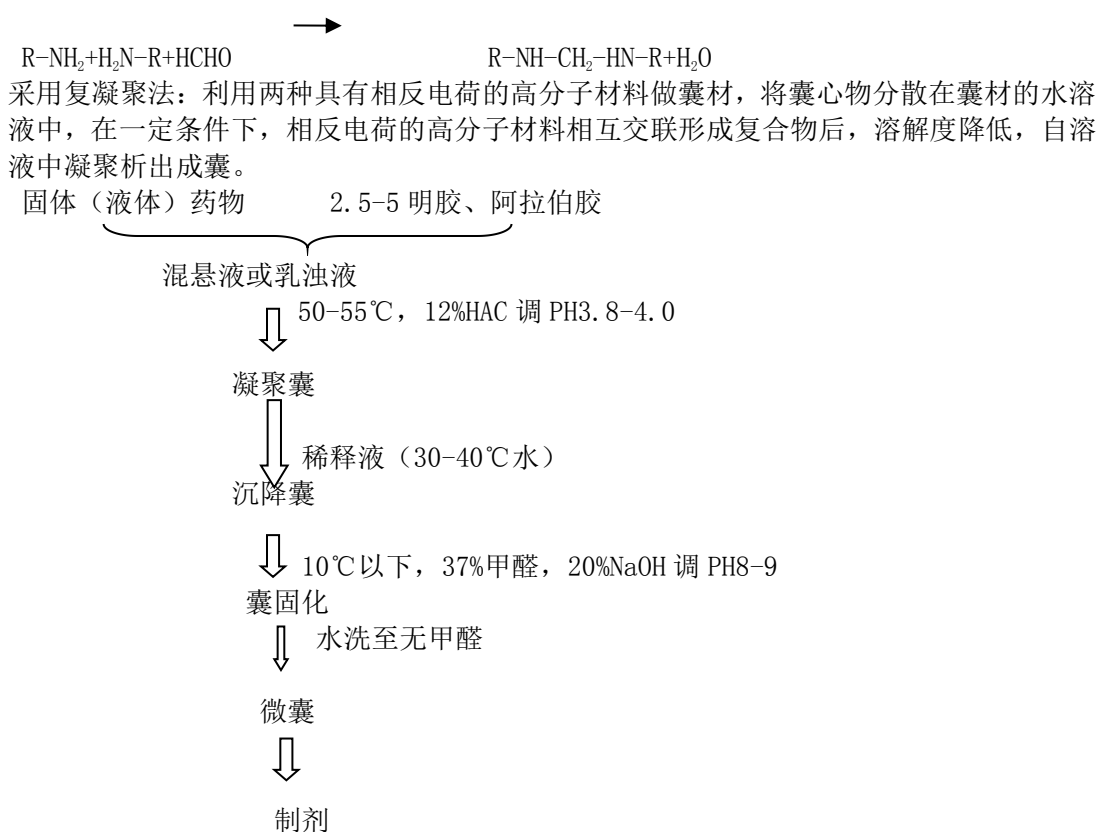 R-NH₂+H₂N-R+HCHO → R-NH-CH₂-HN-R+H₂O
采用复凝聚法：利用两种具有相反电荷的高分子材料做囊材，将囊心物分散在囊材的水溶
液中，在一定条件下，相反电荷的高分子材料相互交联形成复合物后，溶解度降低，自溶
液中凝聚析出成囊。
固体（液体）药物 2.5-5 明胶、阿拉伯胶
混悬液或乳浊液
50-55℃，12%HAC 调 PH3.8-4.0
凝聚囊
稀释液（30-40℃水）
沉降囊
10℃以下，37%甲醛，20%NaOH 调 PH8-9
囊固化
水洗至无甲醛
微囊
制剂